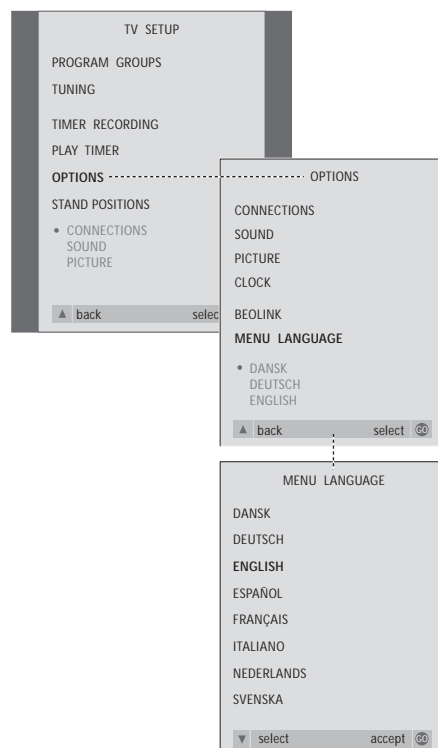 TV SETUP
PROGRAM GROUPS
TUNING
TIMER RECORDING
PLAY TIMER
OPTIONS
STAND POSITIONS
• CONNECTIONS
SOUND
PICTURE
▲ back selec
OPTIONS
CONNECTIONS
SOUND
PICTURE
CLOCK
BEOLINK
MENU LANGUAGE
• DANSK
DEUTSCH
ENGLISH
▲ back select GO
MENU LANGUAGE
DANSK
DEUTSCH
ENGLISH
ESPAÑOL
FRANÇAIS
ITALIANO
NEDERLANDS
SVENSKA
▼ select accept GO